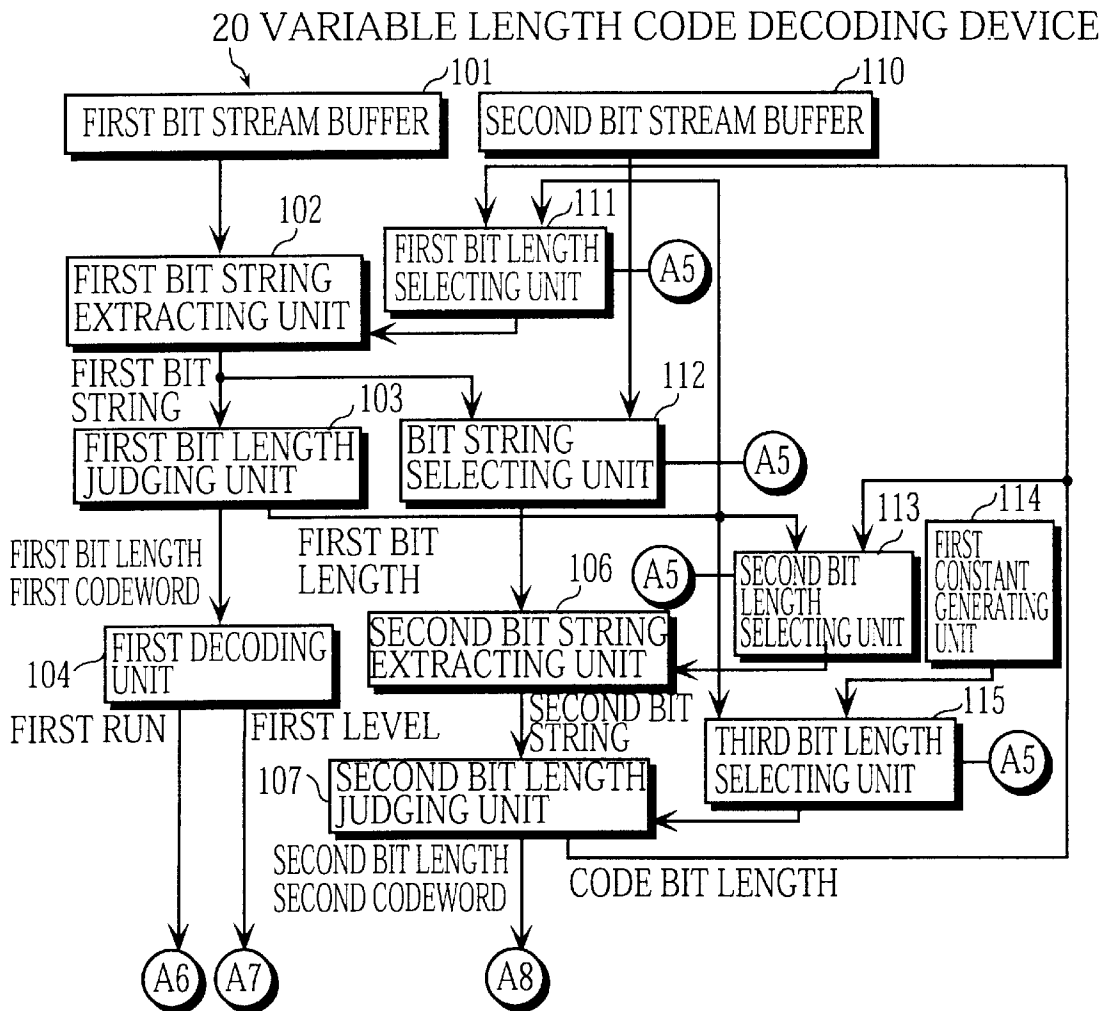 20 VARIABLE LENGTH CODE DECODING DEVICE
101
110
FIRST BIT STREAM BUFFER
SECOND BIT STREAM BUFFER
102
111
FIRST BIT STRING
EXTRACTING UNIT
FIRST BIT LENGTH
SELECTING UNIT
A5
FIRST BIT
STRING
103
112
FIRST BIT LENGTH
JUDGING UNIT
BIT STRING
SELECTING UNIT
A5
FIRST BIT LENGTH
FIRST CODEWORD
FIRST BIT
LENGTH
113
114
A5
SECOND BIT
LENGTH
SELECTING UNIT
FIRST
CONSTANT
GENERATING
UNIT
106
SECOND BIT STRING
EXTRACTING UNIT
104
FIRST DECODING
UNIT
FIRST RUN
FIRST LEVEL
SECOND BIT
STRING
115
THIRD BIT LENGTH
SELECTING UNIT
A5
107
SECOND BIT LENGTH
JUDGING UNIT
SECOND BIT LENGTH
SECOND CODEWORD
CODE BIT LENGTH
A6
A7
A8